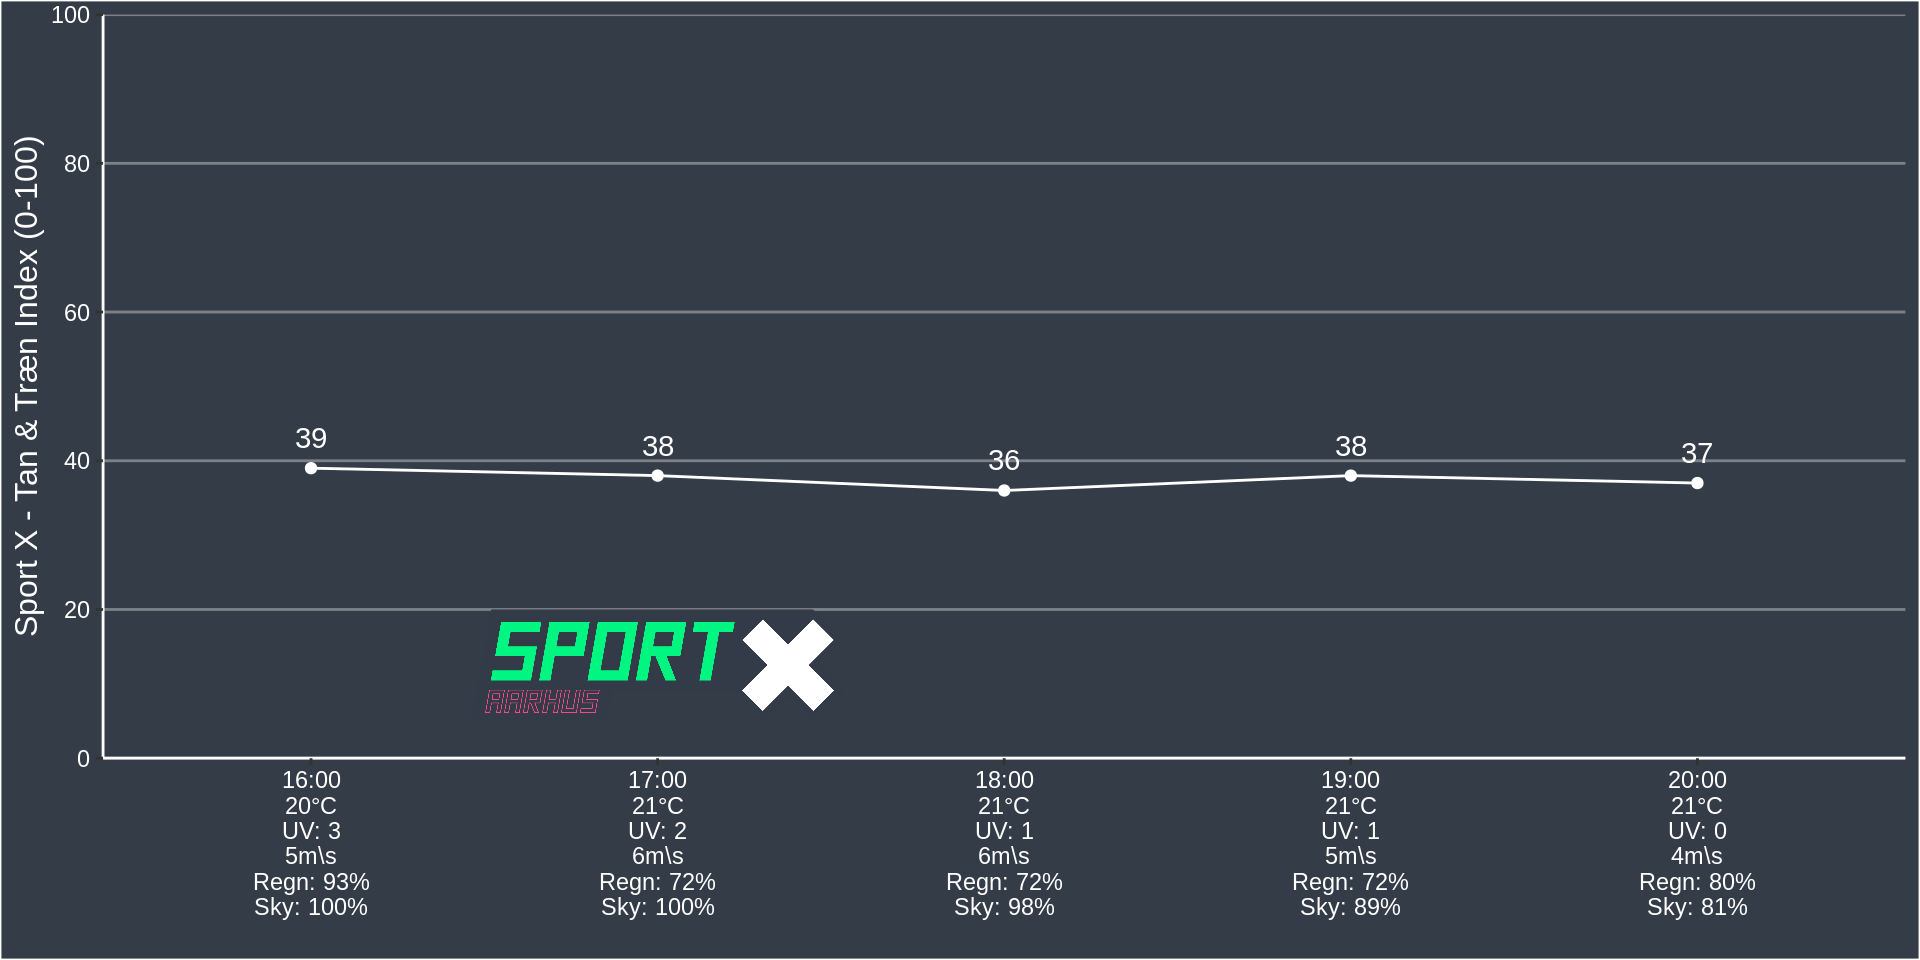 Sport X - Tan & Træn Index (0-100)
100
80
60
40
20
0
39
38
36
38
37
SPORT X
AARHUS
16:00
20°C
UV: 3
5m\s
Regn: 93%
Sky: 100%
17:00
21°C
UV: 2
6m\s
Regn: 72%
Sky: 100%
18:00
21°C
UV: 1
6m\s
Regn: 72%
Sky: 98%
19:00
21°C
UV: 1
5m\s
Regn: 72%
Sky: 89%
20:00
21°C
UV: 0
4m\s
Regn: 80%
Sky: 81%